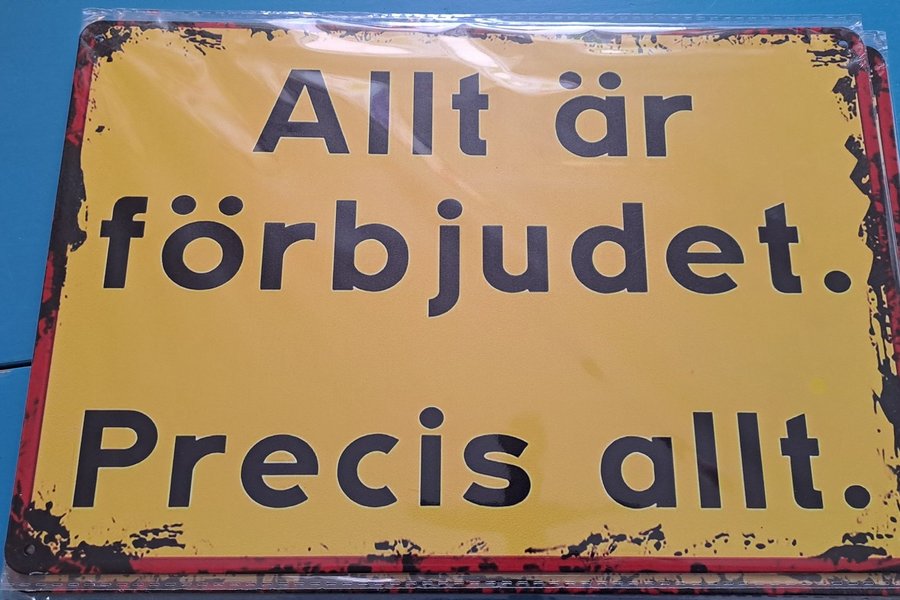 Allt är
förbjudet.
Precis allt.